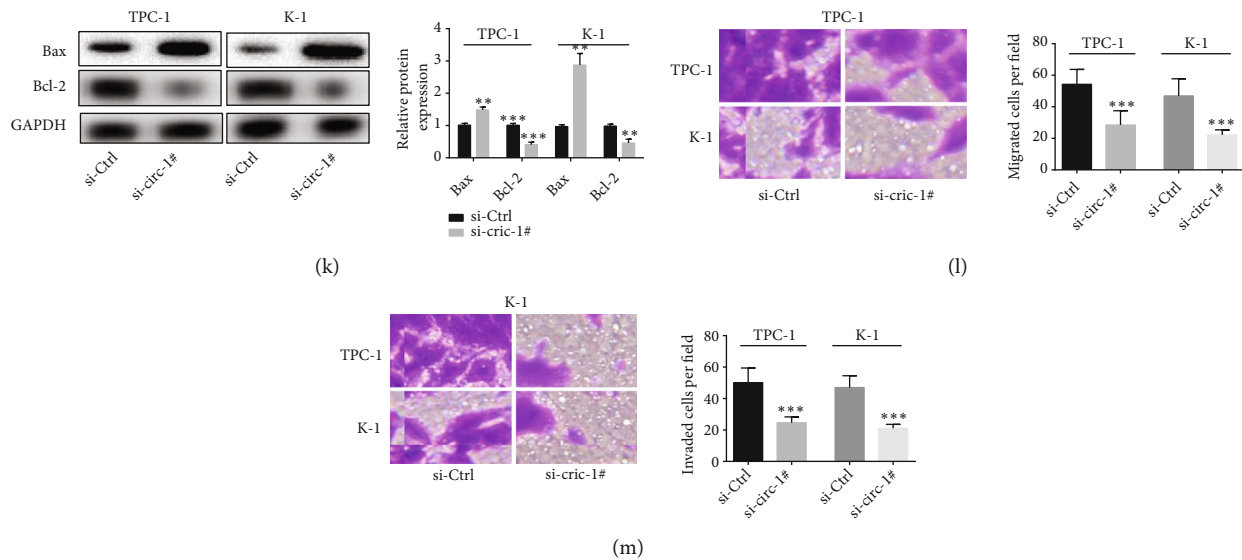 TPC-1 K-1
Bax
Bcl-2
GAPDH
si-Ctrl si-circ-1# si-Ctrl si-circ-1#
Relative protein
expression
4
3
2
1
0
TPC-1 K-1
** *** *** ** **
Bax Bcl-2 Bax Bcl-2
si-Ctrl
si-cric-1#
(k)
TPC-1
TPC-1
K-1
si-Ctrl si-cric-1#
Migrated cells per field
80
60
40
20
0
TPC-1 K-1
*** ***
si-Ctrl si-circ-1# si-Ctrl si-circ-1#
(l)
K-1
TPC-1
K-1
si-Ctrl si-cric-1#
Invaded cells per field
80
60
40
20
0
TPC-1 K-1
*** ***
si-Ctrl si-circ-1# si-Ctrl si-circ-1#
(m)